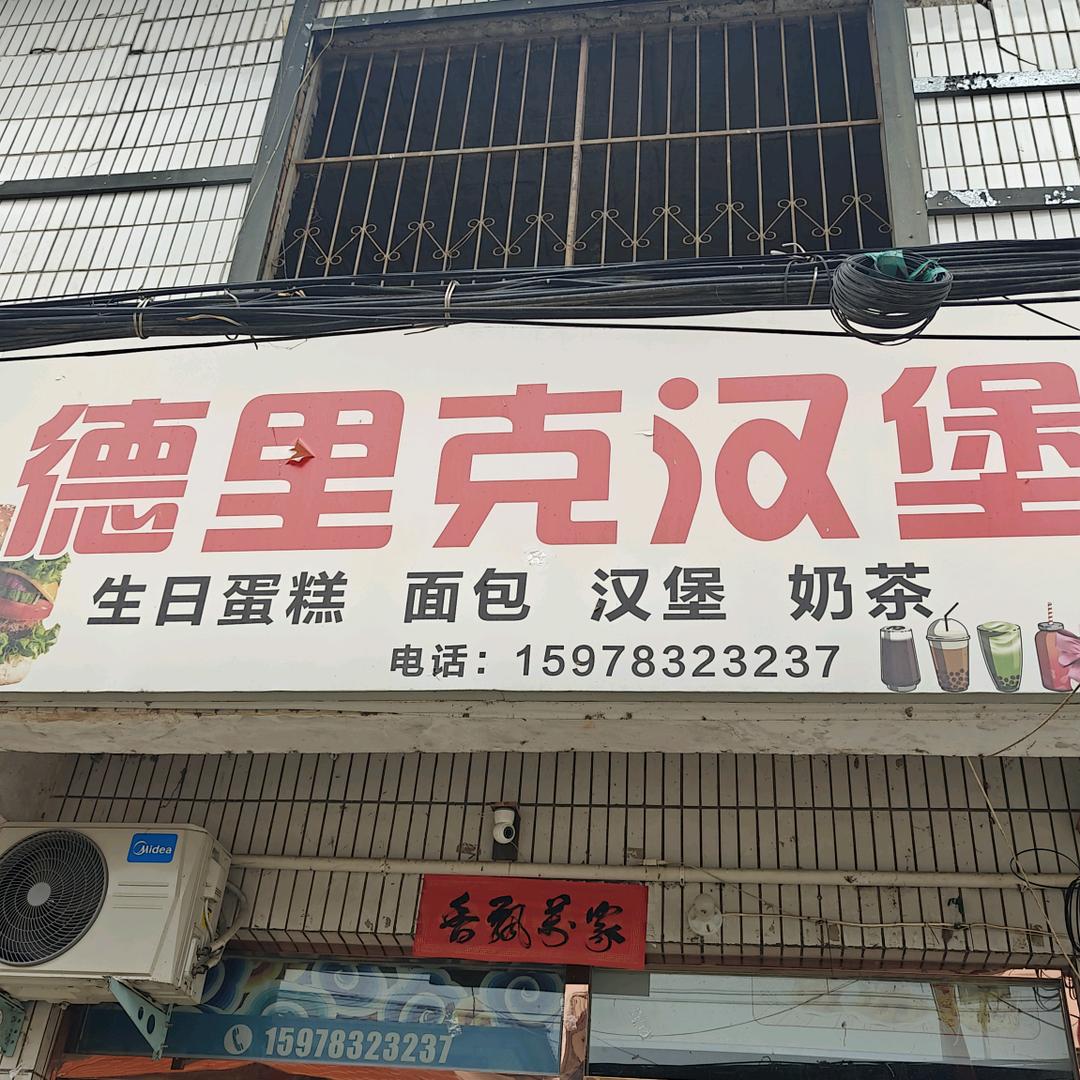 德里克汉堡
生日蛋糕 面包 汉堡 奶茶
电话：15978323237
Midea
香飘万家
15978323237